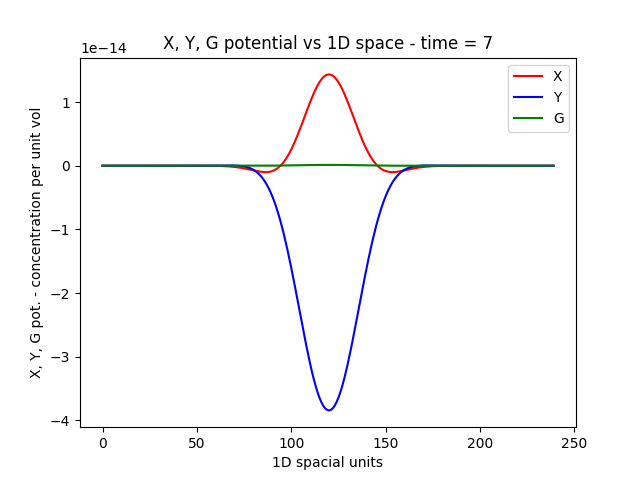 X, Y, G potential vs 1D space - time = 7
1e−14
X
Y
G
1
0
−1
−2
−3
−4
X, Y, G pot. - concentration per unit vol
0 50 100 150 200 250
1D spacial units